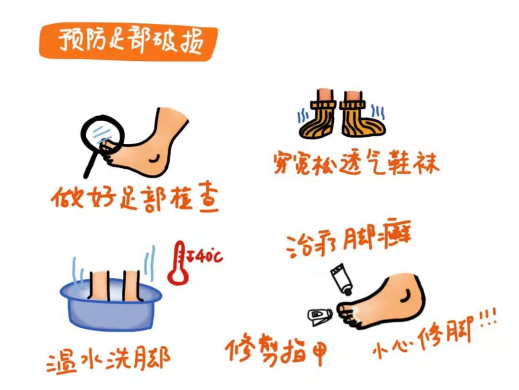 预防足部破损
做好足部检查
穿宽松透气鞋袜
≤40℃
温水洗脚
治疗脚癣
修剪指甲
小心修脚!!!